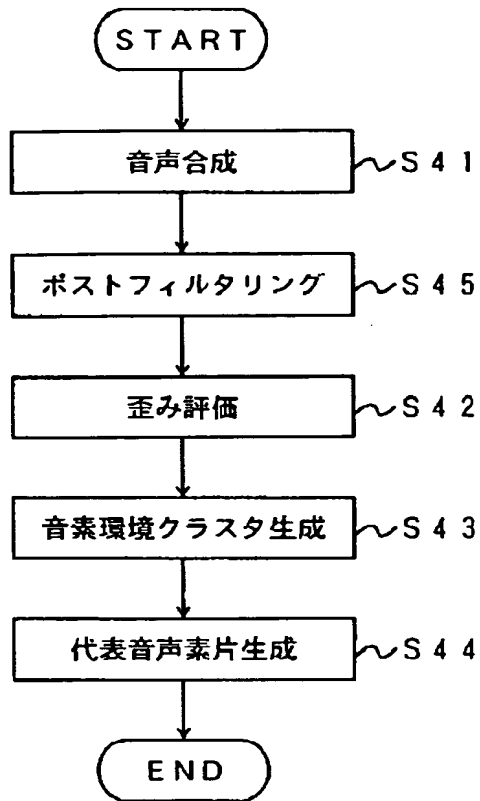 START
音声合成 S41
ポストフィルタリング S45
歪み評価 S42
音素環境クラスタ生成 S43
代表音声素片生成 S44
END